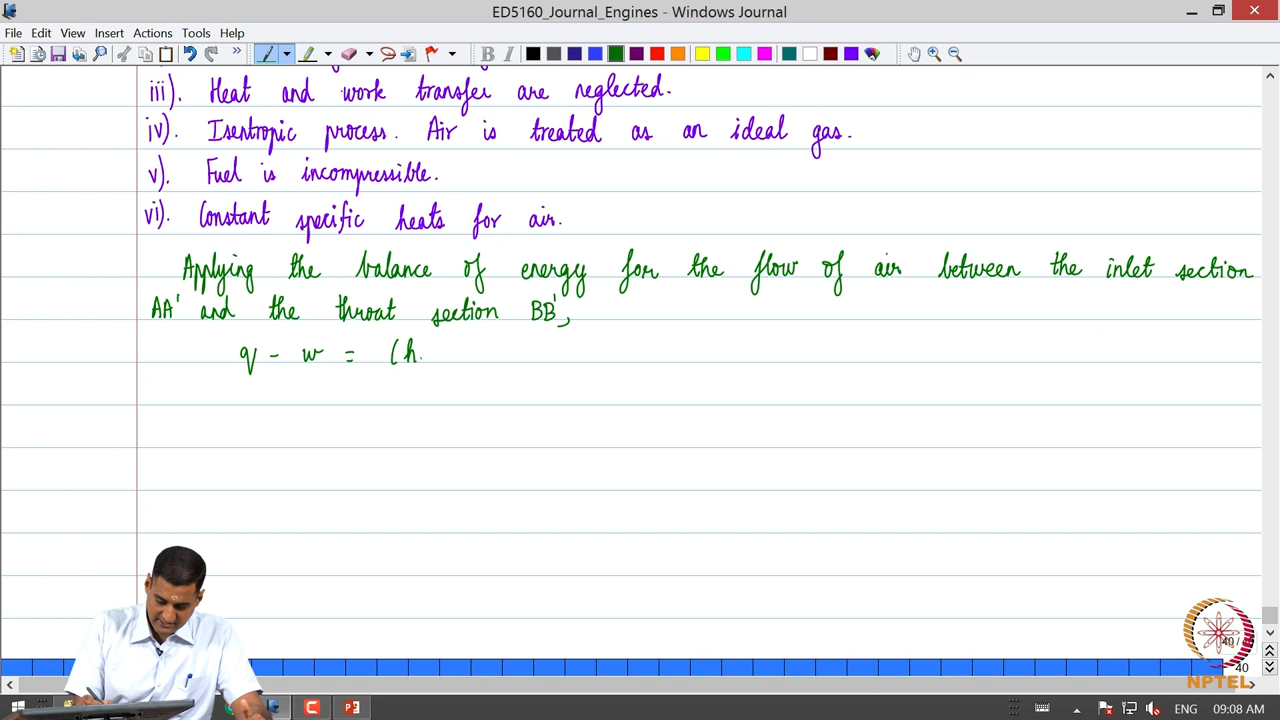 ED5160_Journal_Engines - Windows Journal
File Edit View Insert Actions Tools Help
iii). Heat and work transfer are neglected.
iv). Isentropic process. Air is treated as an ideal gas.
v). Fuel is incompressible.
vi). Constant specific heats for air.
Applying the balance of energy for the flow of air between the inlet section
AA' and the throat section BB',
q - w = (h
40
NPTEL
ENG 09:08 AM